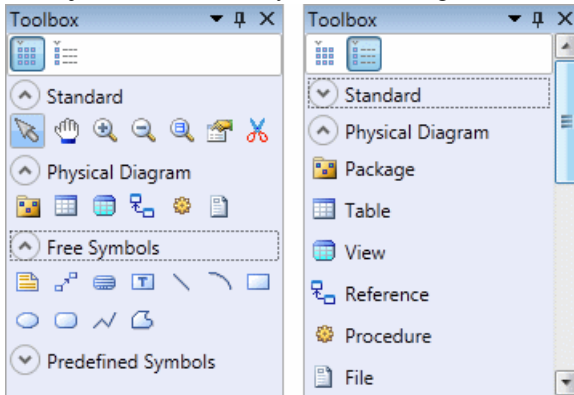 Toolbox
Standard
Physical Diagram
Free Symbols
T
Predefined Symbols
Toolbox
Standard
Physical Diagram
Package
Table
View
Reference
Procedure
File